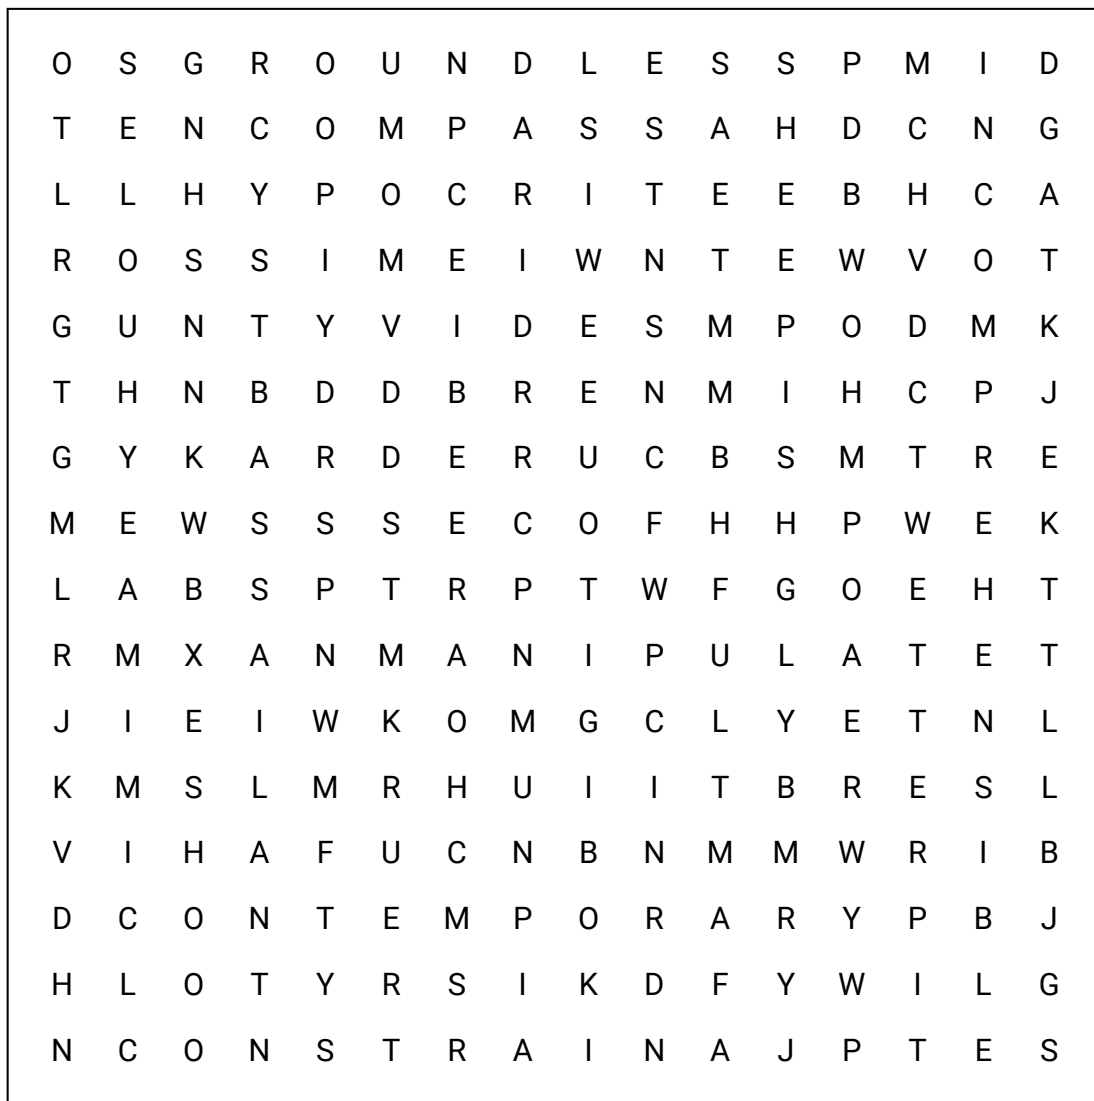 O S G R O U N D L E S S P M I D
T E N C O M P A S S A H D C N G
L L H Y P O C R I T E E B H C A
R O S S I M E I W N T E W V O T
G U N T Y V I D E S M P O D M K
T H N B D D B R E N M I H C P J
G Y K A R D E R U C B S M T R E
M E W S S S E C O F H H P W E K
L A B S P T R P T W F G O E H T
R M X A N M A N I P U L A T E T
J I E I W K O M G C L Y E T N L
K M S L M R H U I I T B R E S L
V I H A F U C N B N M M W R I B
D C O N T E M P O R A R Y P B J
H L O T Y R S I K D F Y W I L G
N C O N S T R A I N A J P T E S